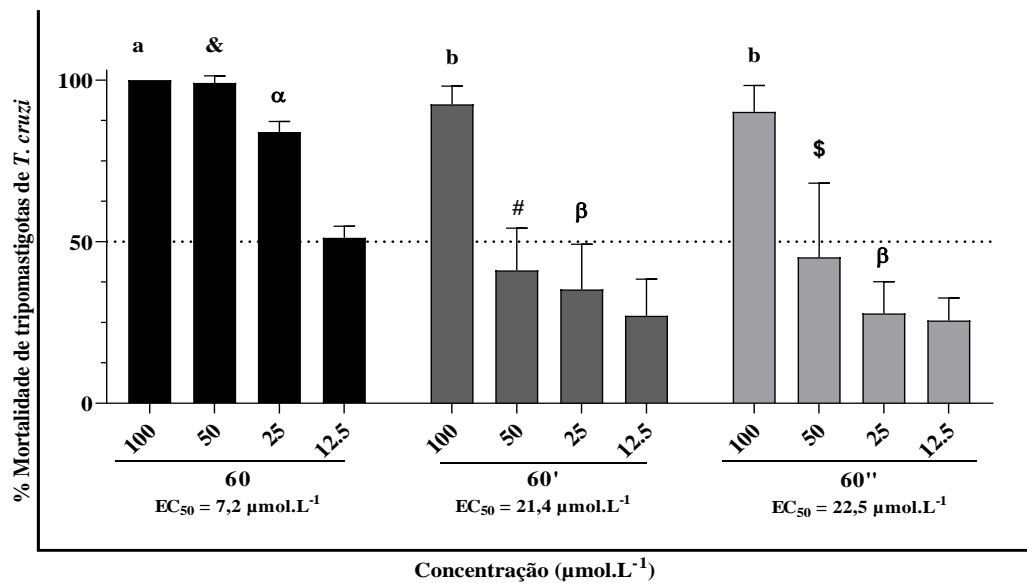 % Mortalidade de tripomastigotas de T. cruzi
a & α b # β b $ β
100
50
0
100 50 25 12.5 100 50 25 12.5 100 50 25 12.5
60 60' 60"
EC50 = 7,2 µmol.L-1 EC50 = 21,4 µmol.L-1 EC50 = 22,5 µmol.L-1
Concentração (µmol.L-1)